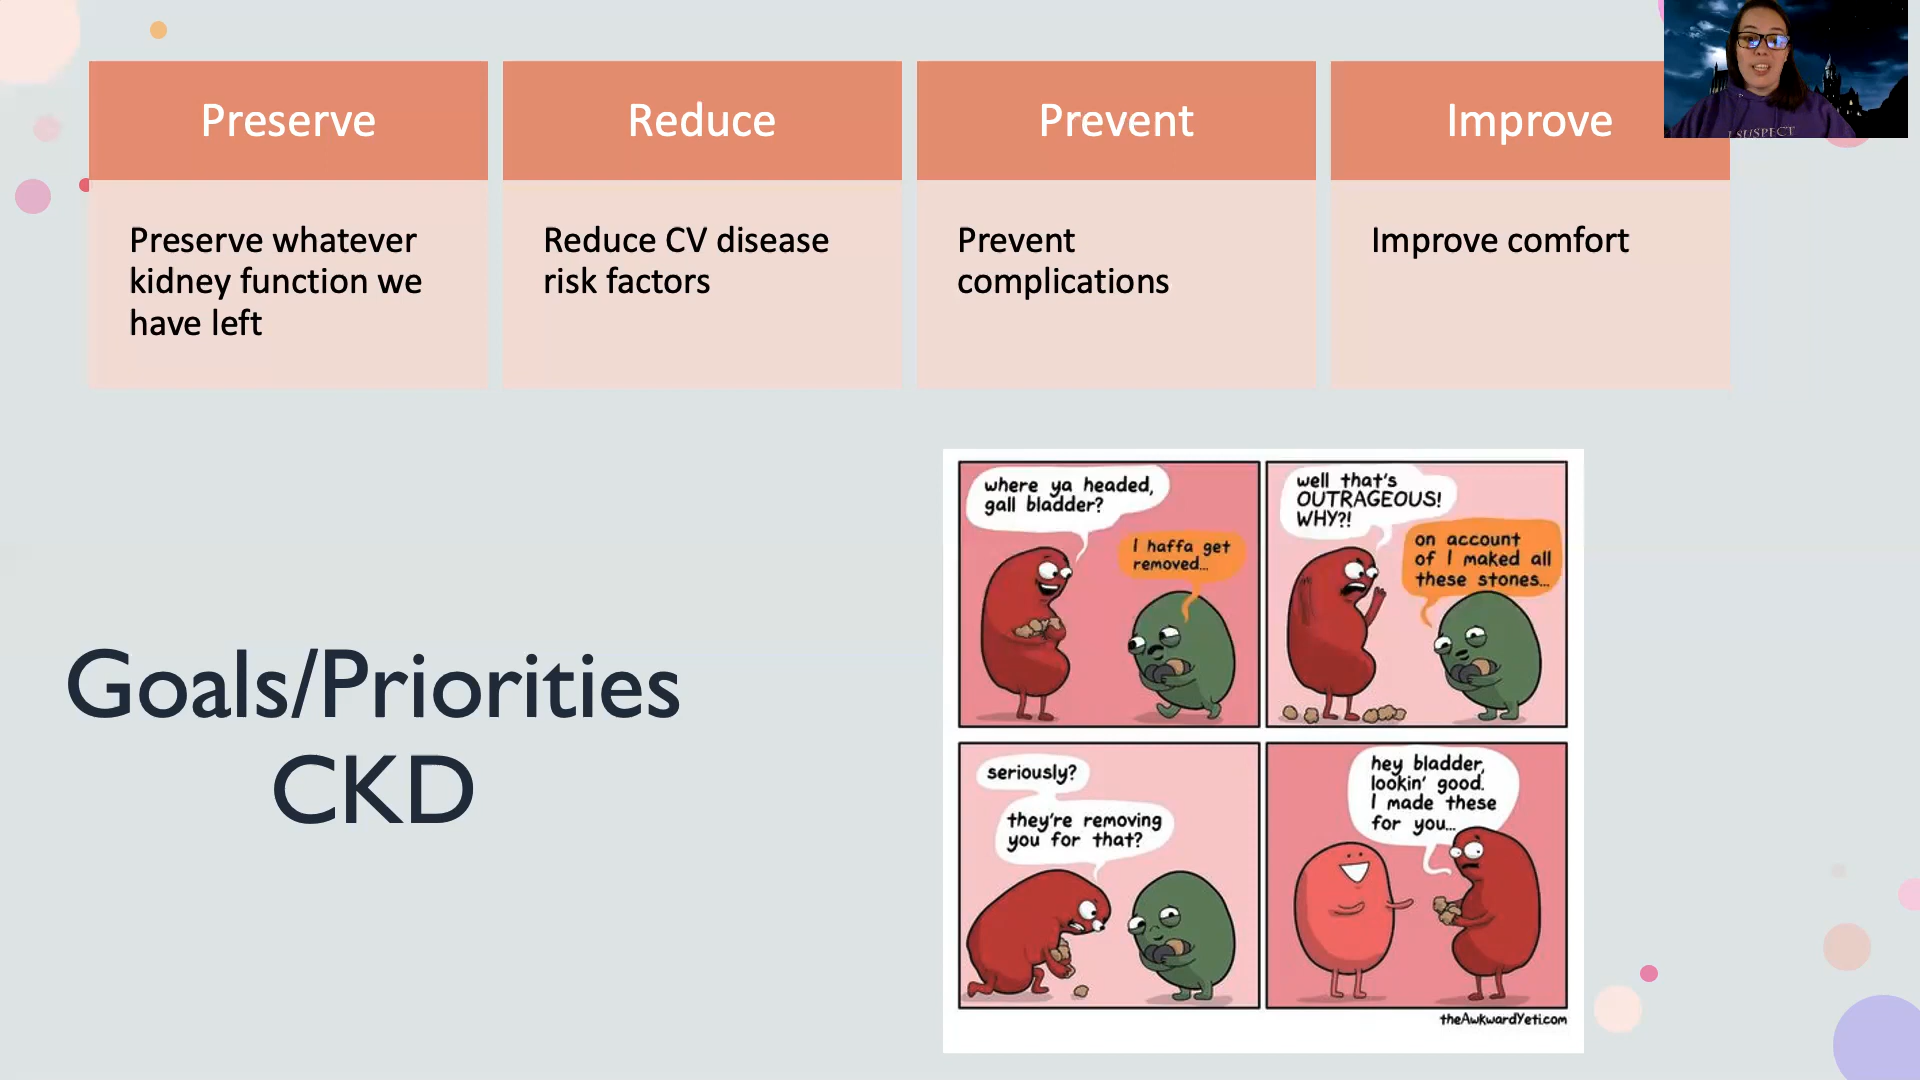 Preserve
Reduce
Prevent
Improve
Preserve whatever
kidney function we
have left
Reduce CV disease
risk factors
Prevent
complications
Improve comfort
I SUSPECT
Goals/Priorities
CKD
where ya headed,
gall bladder?
I haffa get
removed...
well that's
OUTRAGEOUS!
WHY?!
on account
of I maked all
these stones...
seriously?
they're removing
you for that?
hey bladder,
lookin' good.
I made these
for you...
theAwkwardYeti.com